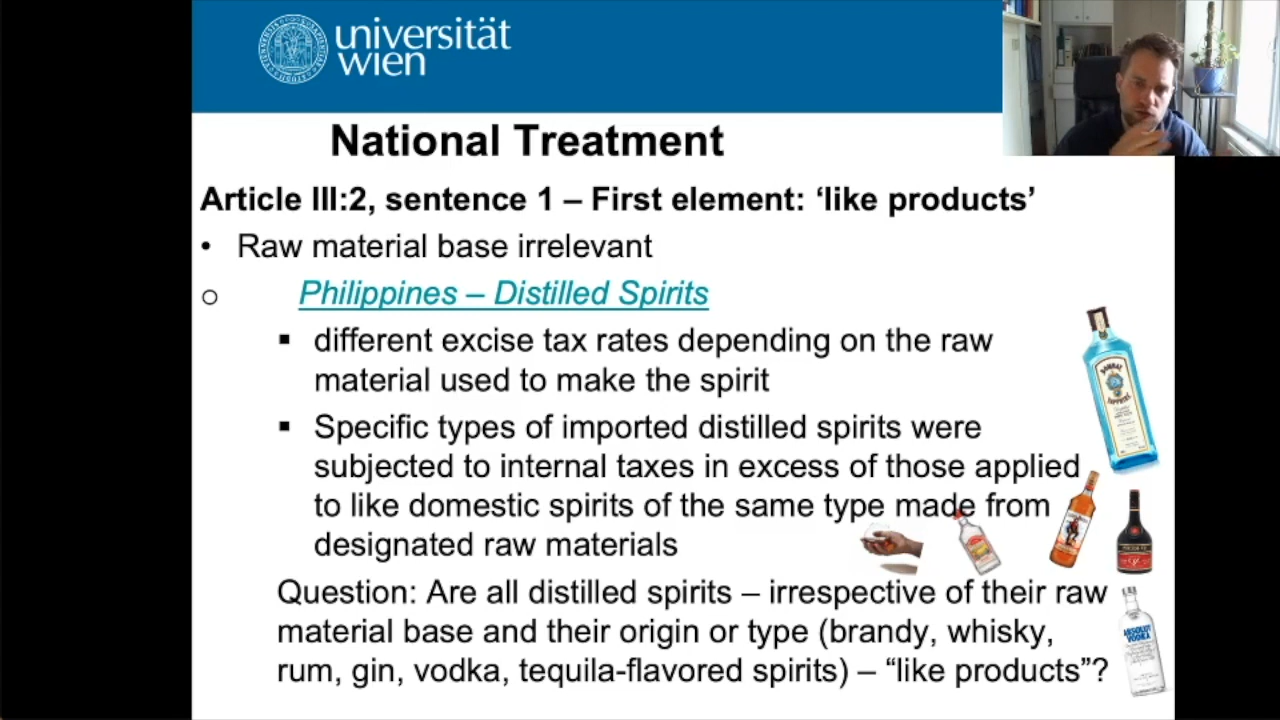 universität
wien
National Treatment
Article III:2, sentence 1 – First element: ‘like products’
• Raw material base irrelevant
o Philippines – Distilled Spirits
▪ different excise tax rates depending on the raw
material used to make the spirit
▪ Specific types of imported distilled spirits were
subjected to internal taxes in excess of those applied
to like domestic spirits of the same type made from
designated raw materials
Question: Are all distilled spirits – irrespective of their raw
material base and their origin or type (brandy, whisky,
rum, gin, vodka, tequila-flavored spirits) – “like products”?
BOMBAY
SAPPHIRE
ABSOLUT
VODKA